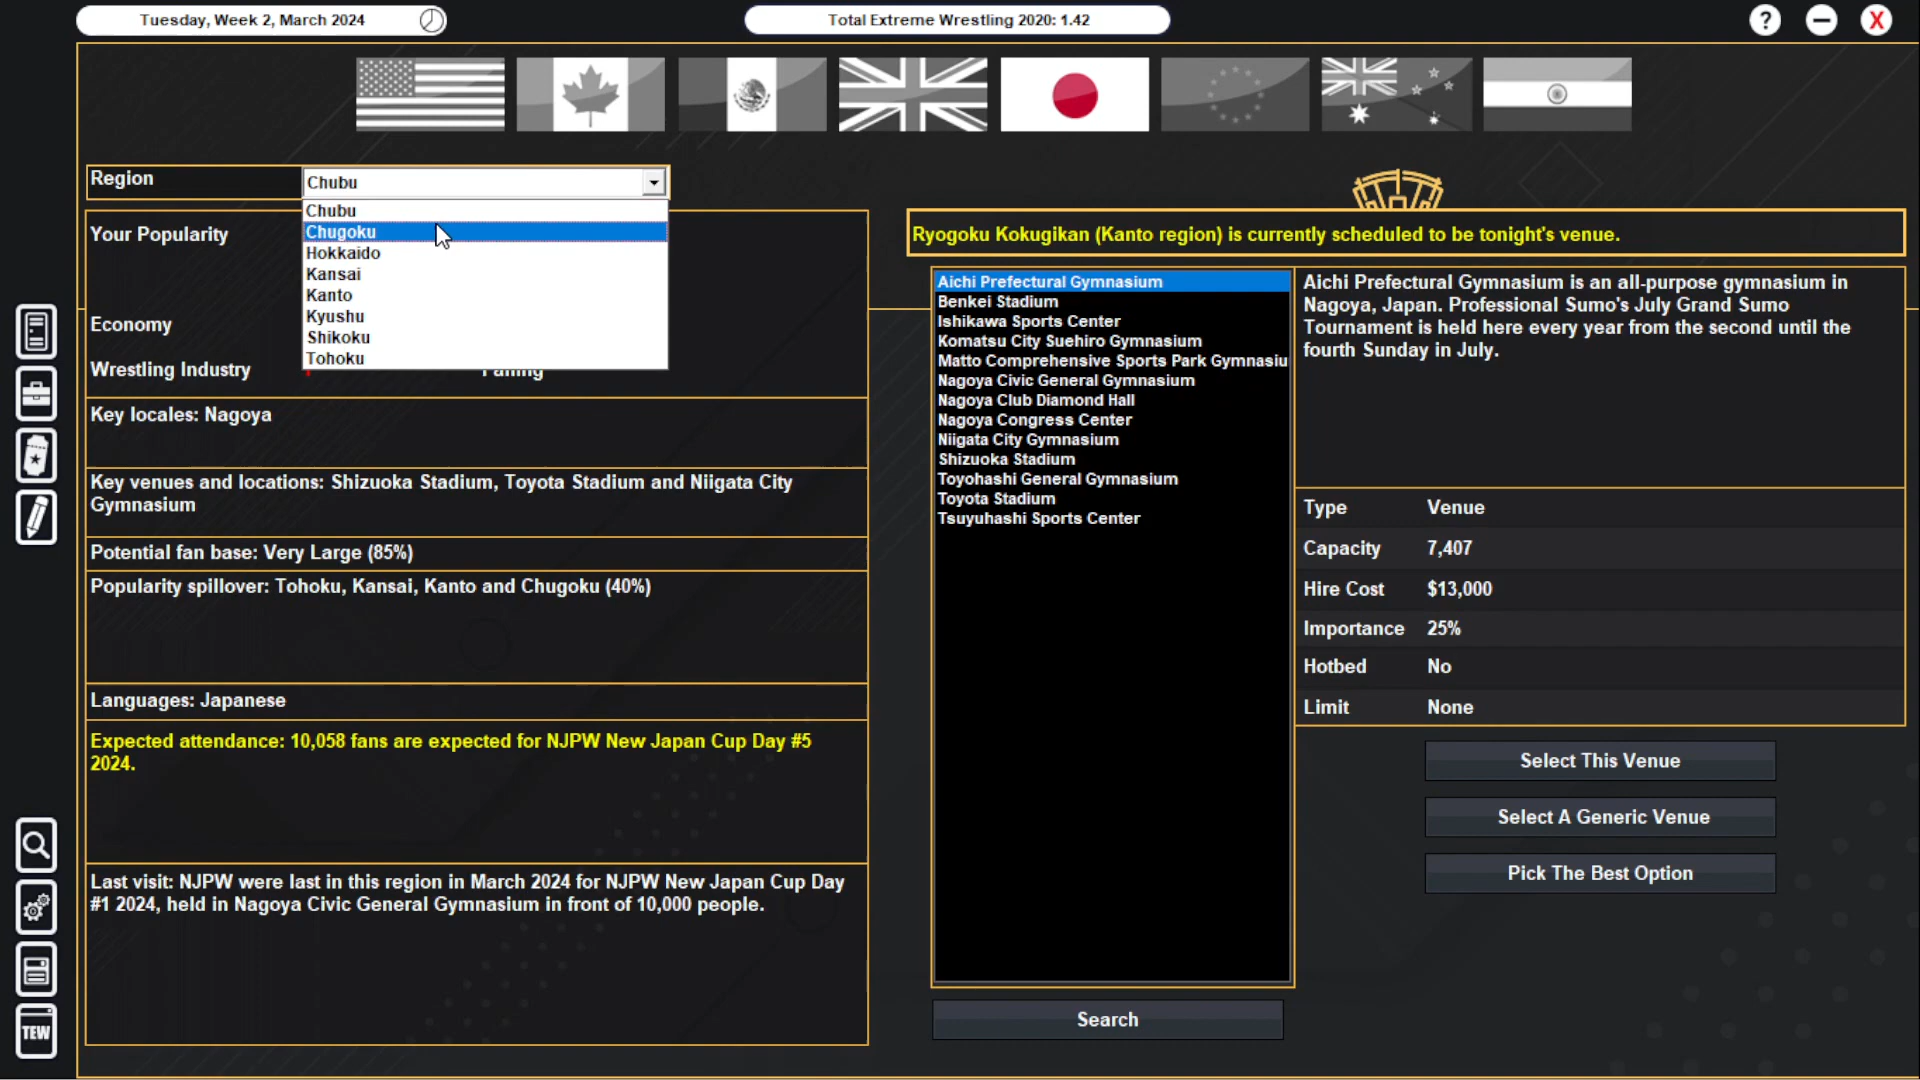 Tuesday, Week 2, March 2024
Total Extreme Wrestling 2020: 1.42
?
X
Region
Chubu
Chubu
Chugoku
Hokkaido
Kansai
Kanto
Kyushu
Shikoku
Tohoku
Your Popularity
Economy
Wrestling Industry
Falling
Key locales: Nagoya
Key venues and locations: Shizuoka Stadium, Toyota Stadium and Niigata City
Gymnasium
Potential fan base: Very Large (85%)
Popularity spillover: Tohoku, Kansai, Kanto and Chugoku (40%)
Languages: Japanese
Expected attendance: 10,058 fans are expected for NJPW New Japan Cup Day #5
2024.
Last visit: NJPW were last in this region in March 2024 for NJPW New Japan Cup Day
#1 2024, held in Nagoya Civic General Gymnasium in front of 10,000 people.
Ryogoku Kokugikan (Kanto region) is currently scheduled to be tonight's venue.
Aichi Prefectural Gymnasium
Benkei Stadium
Ishikawa Sports Center
Komatsu City Suehiro Gymnasium
Matto Comprehensive Sports Park Gymnasiu
Nagoya Civic General Gymnasium
Nagoya Club Diamond Hall
Nagoya Congress Center
Niigata City Gymnasium
Shizuoka Stadium
Toyohashi General Gymnasium
Toyota Stadium
Tsuyuhashi Sports Center
Search
Aichi Prefectural Gymnasium is an all-purpose gymnasium in
Nagoya, Japan. Professional Sumo's July Grand Sumo
Tournament is held here every year from the second until the
fourth Sunday in July.
Type Venue
Capacity 7,407
Hire Cost $13,000
Importance 25%
Hotbed No
Limit None
Select This Venue
Select A Generic Venue
Pick The Best Option
TEW